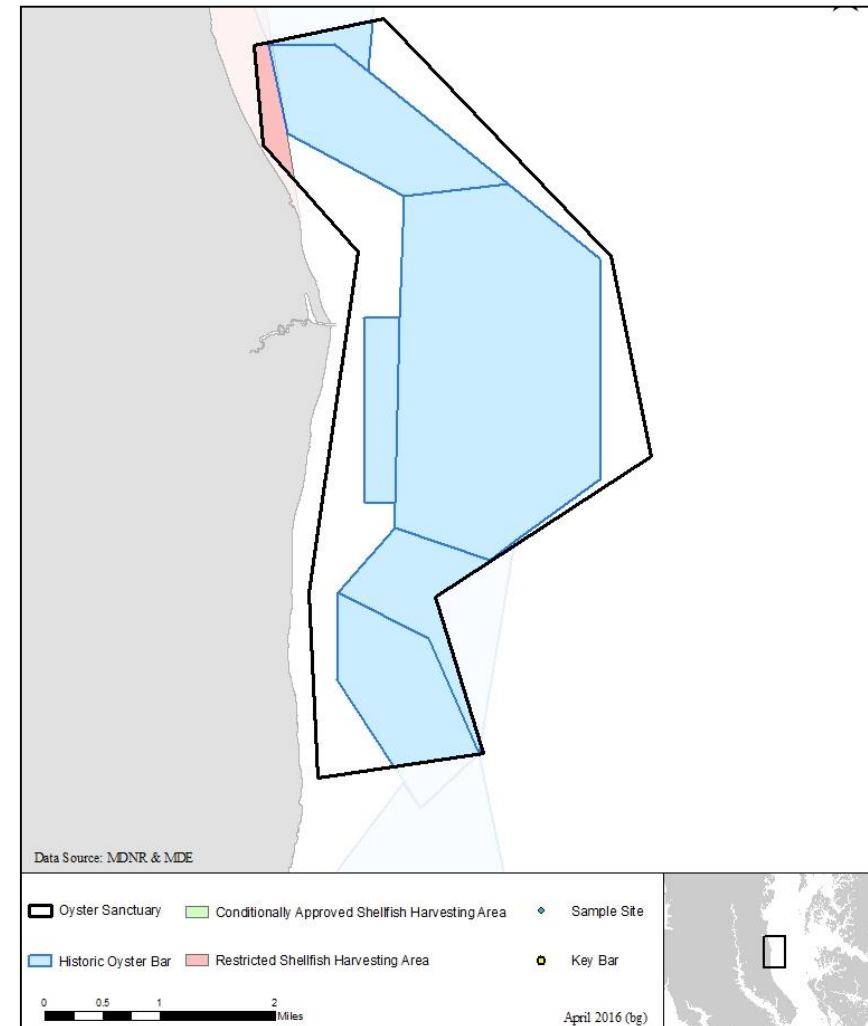 Data Source: MDNR & MDE
Oyster Sanctuary
Conditionally Approved Shellfish Harvesting Area
Sample Site
Historic Oyster Bar
Restricted Shellfish Harvesting Area
Key Bar
0 0.5 1 2
Miles
April 2016 (bg)